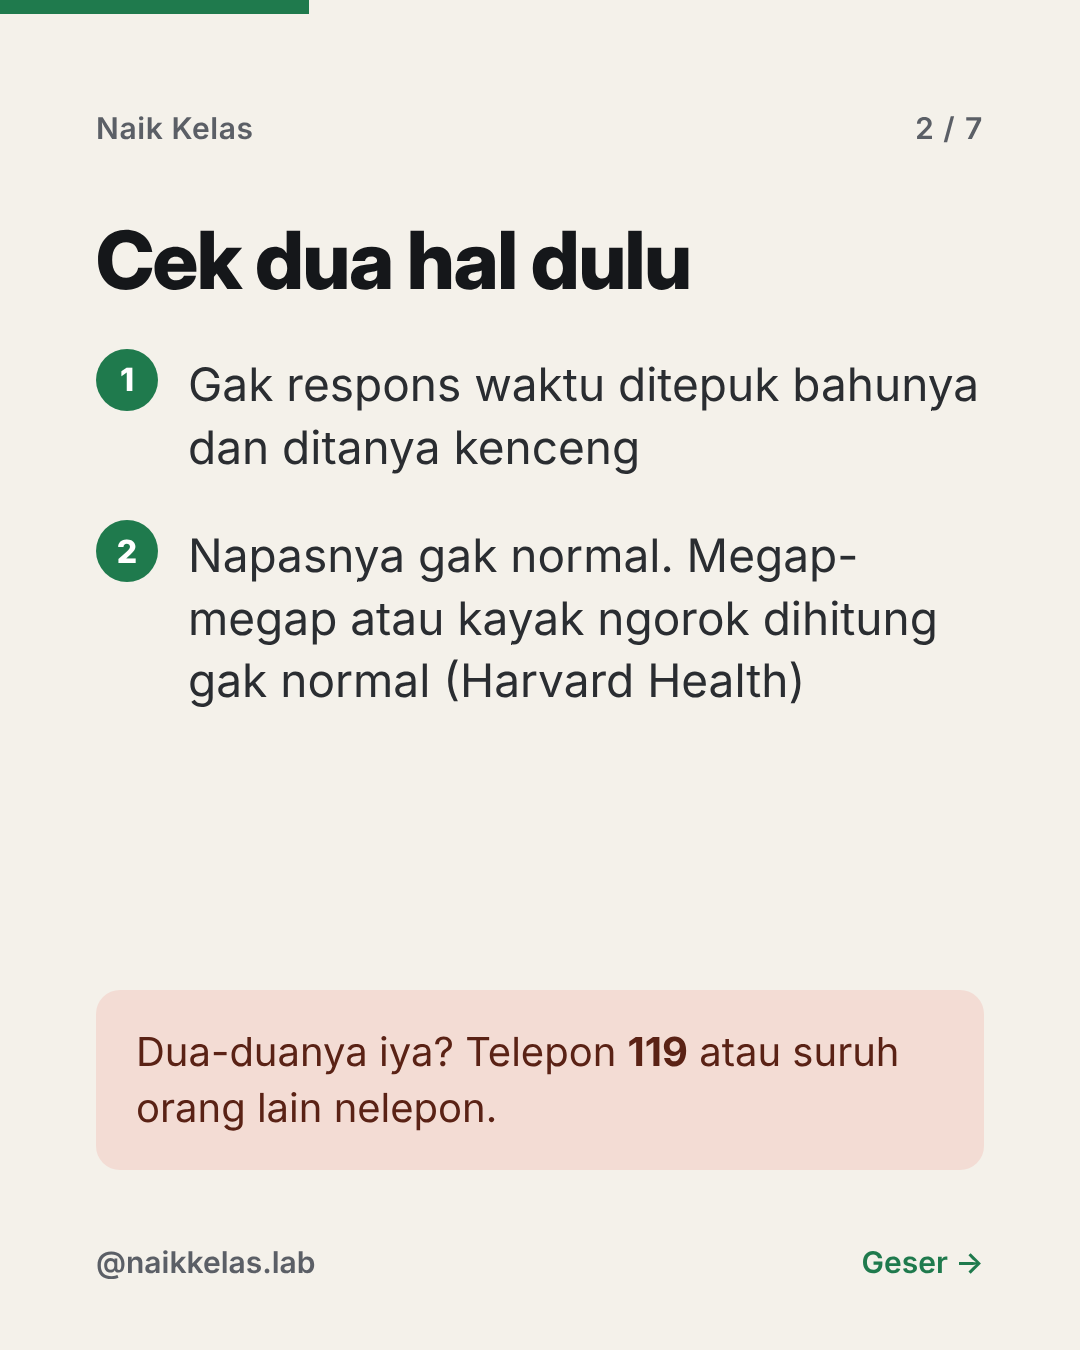 Naik Kelas
2 / 7
Cek dua hal dulu
1
Gak respons waktu ditepuk bahunya
dan ditanya kenceng
2
Napasnya gak normal. Megap-
megap atau kayak ngorok dihitung
gak normal (Harvard Health)
Dua-duanya iya? Telepon 119 atau suruh
orang lain nelepon.
@naikkelas.lab
Geser →